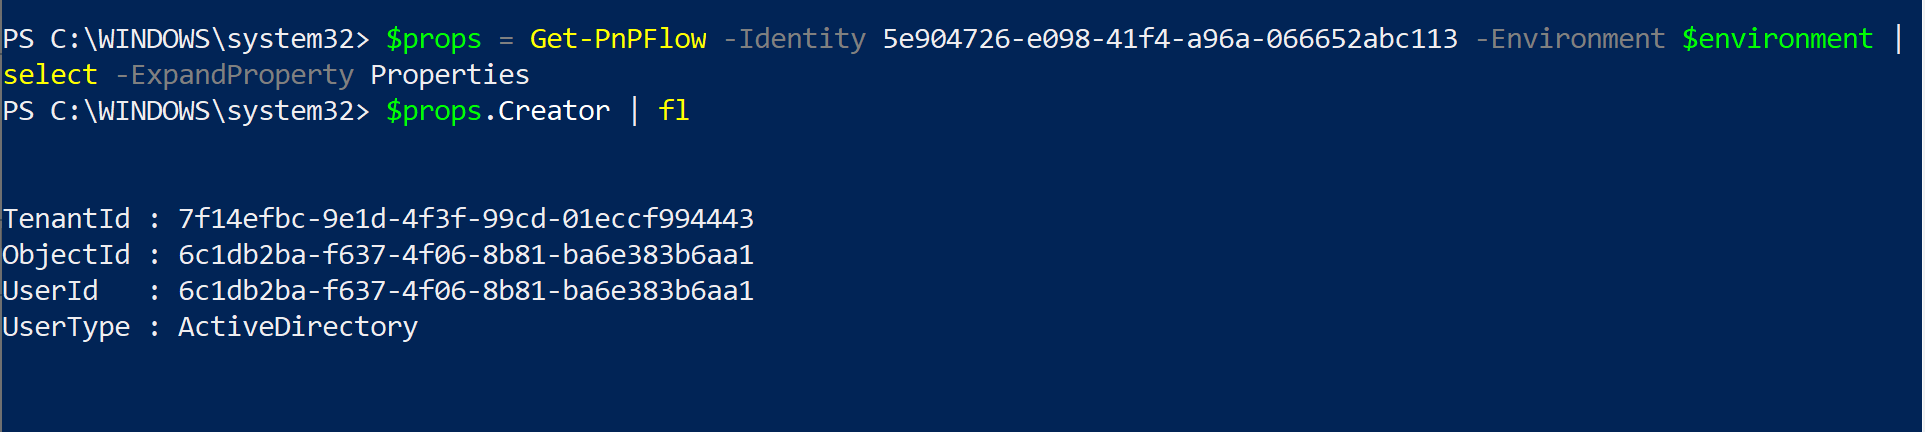 PS C:\WINDOWS\system32> $props = Get-PnPFlow -Identity 5e904726-e098-41f4-a96a-066652abc113 -Environment $environment |
select -ExpandProperty Properties
PS C:\WINDOWS\system32> $props.Creator | fl
TenantId : 7f14efbc-9e1d-4f3f-99cd-01eccf994443
ObjectId : 6c1db2ba-f637-4f06-8b81-ba6e383b6aa1
UserId   : 6c1db2ba-f637-4f06-8b81-ba6e383b6aa1
UserType : ActiveDirectory